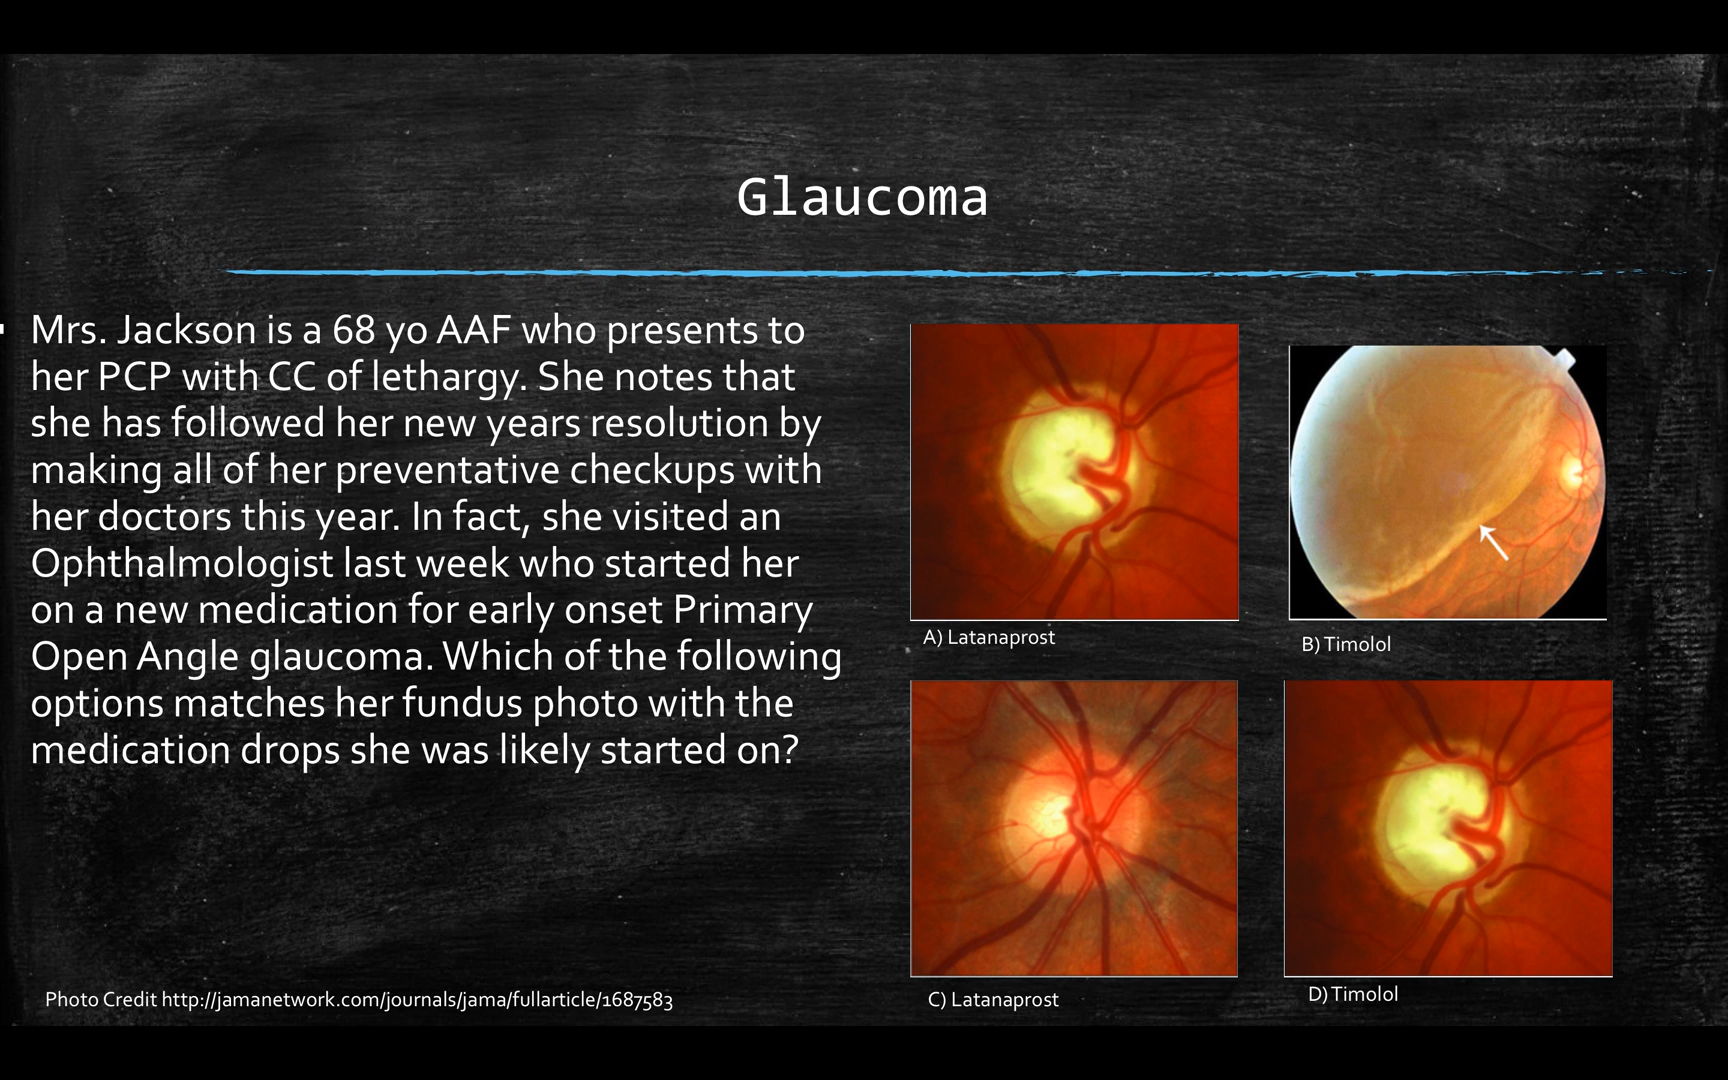 Glaucoma
Mrs. Jackson is a 68 yo AAF who presents to
her PCP with CC of lethargy. She notes that
she has followed her new years resolution by
making all of her preventative checkups with
her doctors this year. In fact, she visited an
Ophthalmologist last week who started her
on a new medication for early onset Primary
Open Angle glaucoma. Which of the following
options matches her fundus photo with the
medication drops she was likely started on?
A) Latanaprost
B) Timolol
C) Latanaprost
D) Timolol
Photo Credit http://jamanetwork.com/journals/jama/fullarticle/1687583